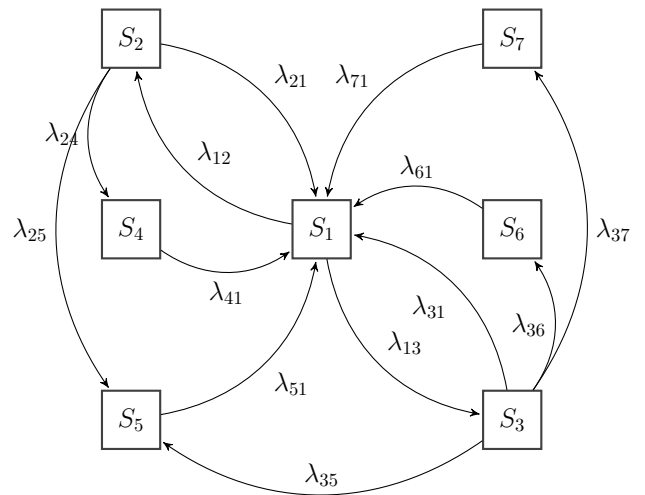 S₂ S₇
λ₂₁ λ₇₁
λ₂₄ λ₁₂ λ₆₁
λ₂₅ S₄ S₁ S₆ λ₃₇
λ₄₁ λ₃₁ λ₃₆
λ₁₃
λ₅₁
S₅ S₃
λ₃₅